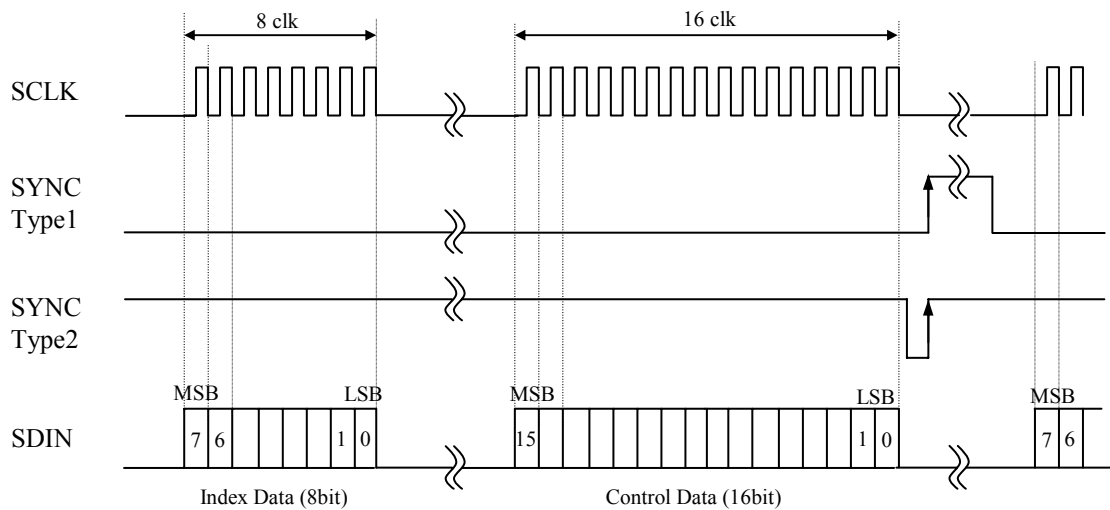 8 clk
16 clk
SCLK
SYNC
Type1
SYNC
Type2
MSB
LSB
MSB
LSB
MSB
SDIN
7 6 1 0
15 1 0
7 6
Index Data (8bit)
Control Data (16bit)